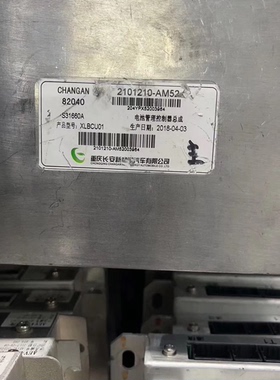 CHANGAN 2101210-AM52
82040
204YPX52003964
S31660A 电池管理控制器总成
产品型号: XLBCU01 生产日期: 2018-04-03
重庆长安新能源汽车有限公司
2101210-AM52003964
主